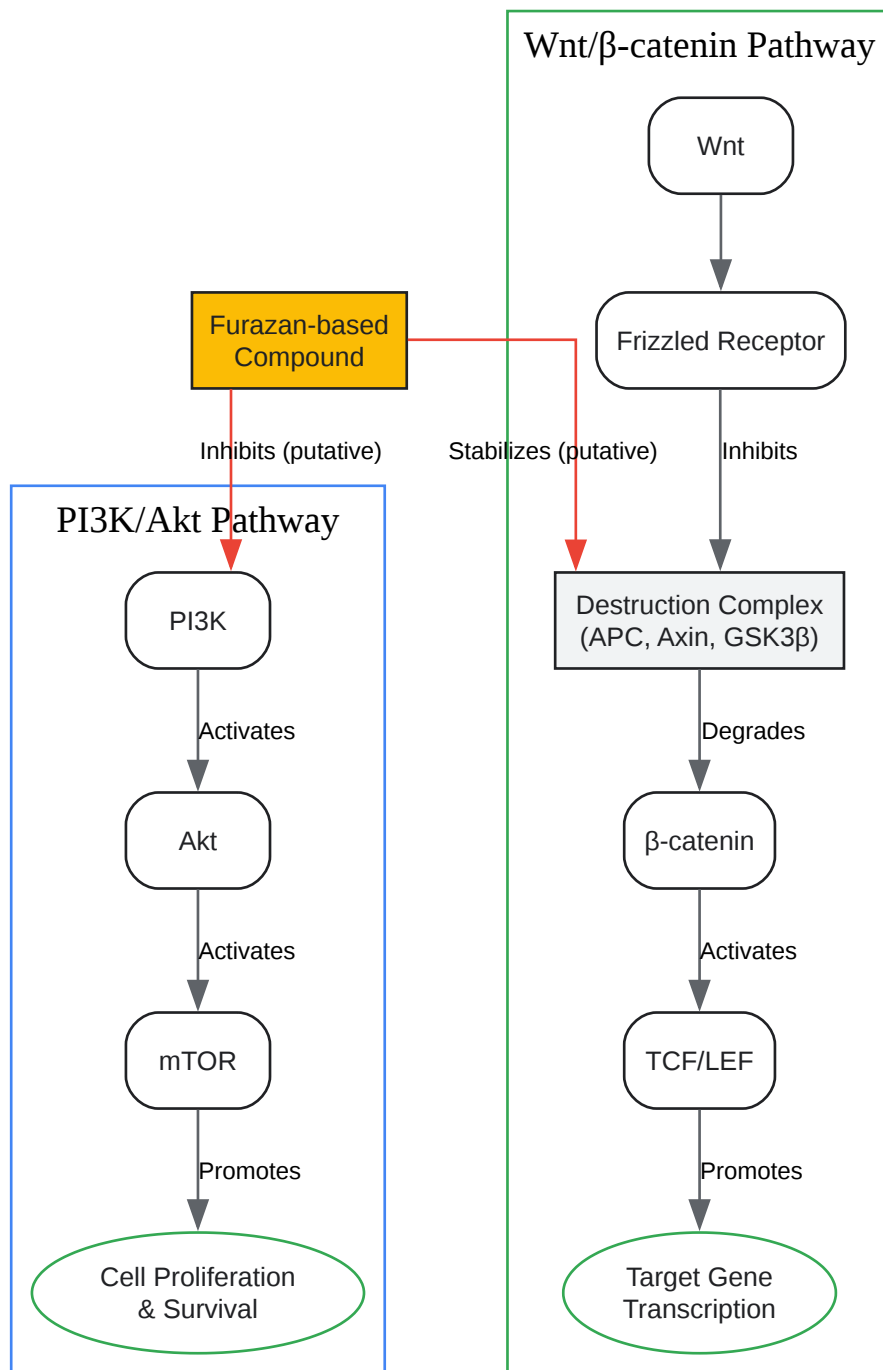 Wnt/β-catenin Pathway
Wnt
Furazan-based
Compound
Frizzled Receptor
Inhibits (putative)
Stabilizes (putative)
Inhibits
PI3K/Akt Pathway
PI3K
Destruction Complex
(APC, Axin, GSK3β)
Activates
Degrades
Akt
β-catenin
Activates
Activates
mTOR
TCF/LEF
Promotes
Promotes
Cell Proliferation
& Survival
Target Gene
Transcription